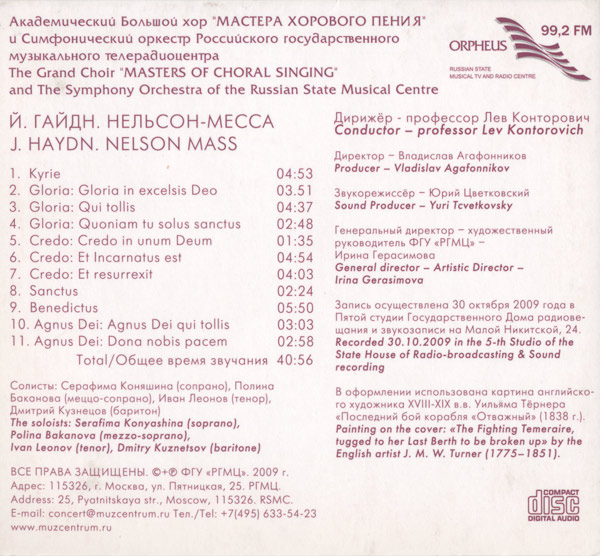 Академический Большой хор "МАСТЕРА ХОРОВОГО ПЕНИЯ"
и Симфонический оркестр Российского государственного
музыкального телерадиоцентра
The Grand Choir "MASTERS OF CHORAL SINGING"
and The Symphony Orchestra of the Russian State Musical Centre
ORPHEUS
99,2 FM
RUSSIAN STATE
MUSICAL TV AND RADIO CENTRE
Й. ГАЙДН. НЕЛЬСОН-МЕССА
J. HAYDN. NELSON MASS
1. Kyrie 04:53
2. Gloria: Gloria in excelsis Deo 03.51
3. Gloria: Qui tollis 04:37
4. Gloria: Quoniam tu solus sanctus 02:48
5. Credo: Credo in unum Deum 01:35
6. Credo: Et Incarnatus est 04:54
7. Credo: Et resurrexit 04:03
8. Sanctus 02:24
9. Benedictus 05:50
10. Agnus Dei: Agnus Dei qui tollis 03:03
11. Agnus Dei: Dona nobis pacem 02:58
Total/Общее время звучания 40:56
Солисты: Серафима Коняшина (сопрано), Полина
Баканова (меццо-сопрано), Иван Леонов (тенор),
Дмитрий Кузнецов (баритон)
The soloists: Serafima Konyashina (soprano),
Polina Bakanova (mezzo-soprano),
Ivan Leonov (tenor), Dmitry Kuznetsov (baritone)
ВСЕ ПРАВА ЗАЩИЩЕНЫ. ©+℗ ФГУ «РГМЦ». 2009 г.
Адрес: 115326, г. Москва, ул. Пятницкая, 25. РГМЦ.
Address: 25, Pyatnitskaya str., Moscow, 115326. RSMC.
E-mail: concert@muzcentrum.ru Тел./Tel: +7(495) 633-54-23
www.muzcentrum.ru
Дирижёр - профессор Лев Конторович
Conductor – professor Lev Kontorovich
Директор – Владислав Агафонников
Producer – Vladislav Agafonnikov
Звукорежиссёр – Юрий Цветковский
Sound Producer – Yuri Tcvetkovsky
Генеральный директор – художественный
руководитель ФГУ «РГМЦ» –
Ирина Герасимова
General director – Artistic Director –
Irina Gerasimova
Запись осуществлена 30 октября 2009 года в
Пятой студии Государственного Дома радиове-
щания и звукозаписи на Малой Никитской, 24.
Recorded 30.10.2009 in the 5-th Studio of the
State House of Radio-broadcasting & Sound
recording
В оформлении использована картина английско-
го художника XVIII-XIX в.в. Уильяма Тёрнера
«Последний бой корабля «Отважный» (1838 г.).
Painting on the cover: «The Fighting Temeraire,
tugged to her Last Berth to be broken up» by the
English artist J. M. W. Turner (1775–1851).
COMPACT
disc
DIGITAL AUDIO